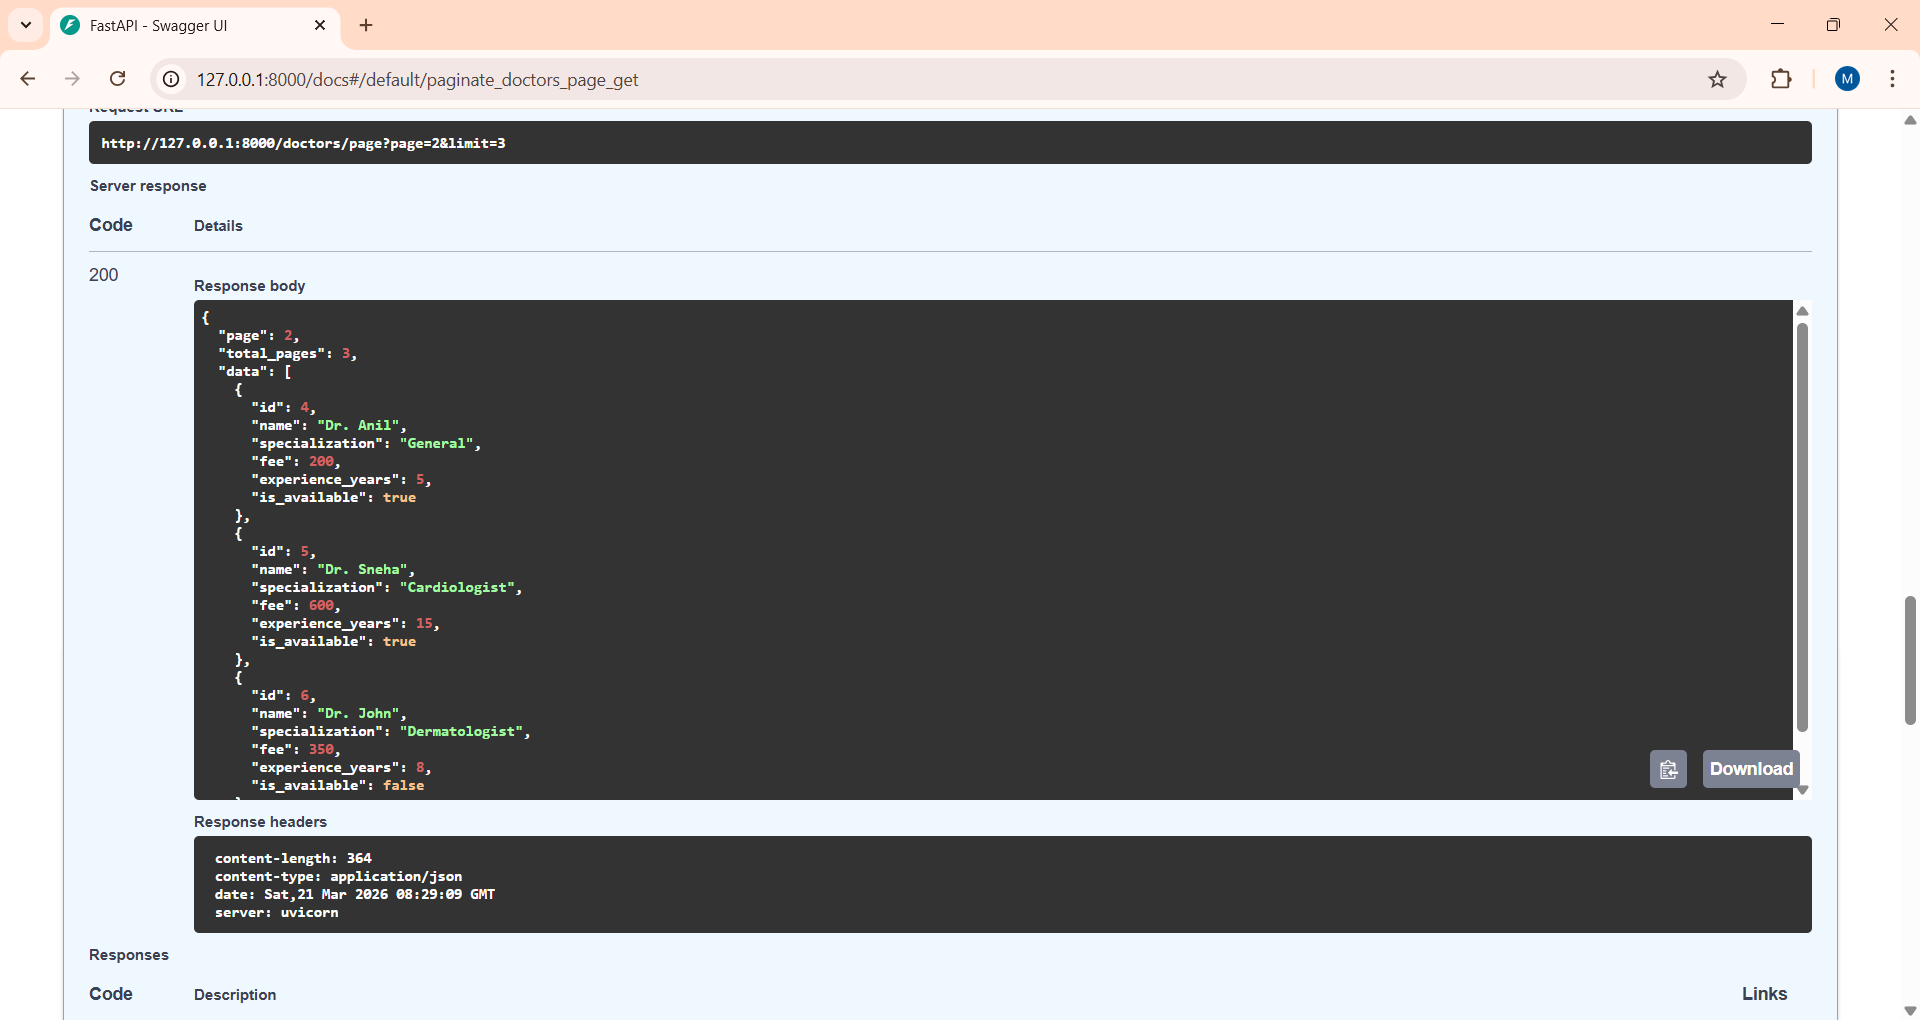 FastAPI - Swagger UI
127.0.0.1:8000/docs#/default/paginate_doctors_page_get
M
Request URL
http://127.0.0.1:8000/doctors/page?page=2&limit=3
Server response
Code Details
200
Response body
{
"page": 2,
"total_pages": 3,
"data": [
{
"id": 4,
"name": "Dr. Anil",
"specialization": "General",
"fee": 200,
"experience_years": 5,
"is_available": true
},
{
"id": 5,
"name": "Dr. Sneha",
"specialization": "Cardiologist",
"fee": 600,
"experience_years": 15,
"is_available": true
},
{
"id": 6,
"name": "Dr. John",
"specialization": "Dermatologist",
"fee": 350,
"experience_years": 8,
"is_available": false
Download
Response headers
content-length: 364
content-type: application/json
date: Sat,21 Mar 2026 08:29:09 GMT
server: uvicorn
Responses
Code Description Links